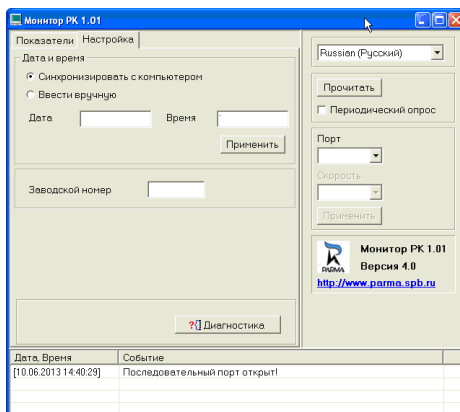 Монитор РК 1.01
Показатели Настройка
Дата и время
Синхронизировать с компьютером
Ввести вручную
Дата Время
Применить
Заводской номер
?{] Диагностика
Russian (Русский)
Прочитать
Периодический опрос
Порт
Скорость
Применить
PARMA
Монитор РК 1.01
Версия 4.0
http://www.parma.spb.ru
Дата, Время Событие
[10.06.2013 14:40:29] Последовательный порт открыт!